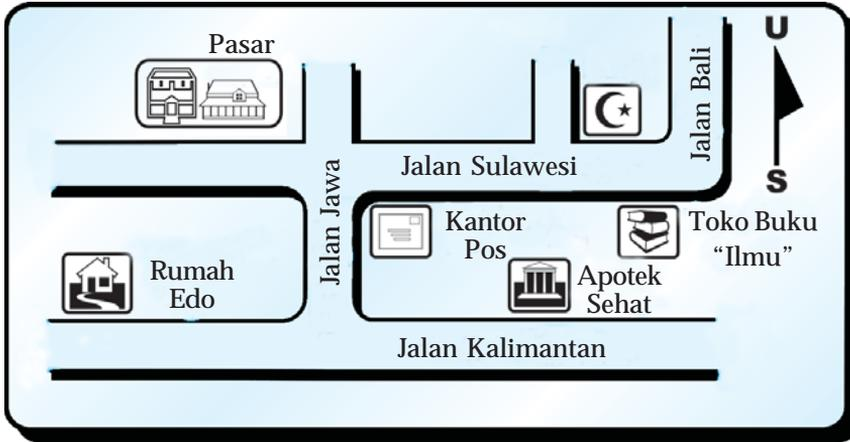 U
Pasar
Jalan Bali
Jalan Sulawesi
S
Jalan Jawa
Kantor
Pos
Toko Buku
“Ilmu”
Rumah
Edo
Apotek
Sehat
Jalan Kalimantan